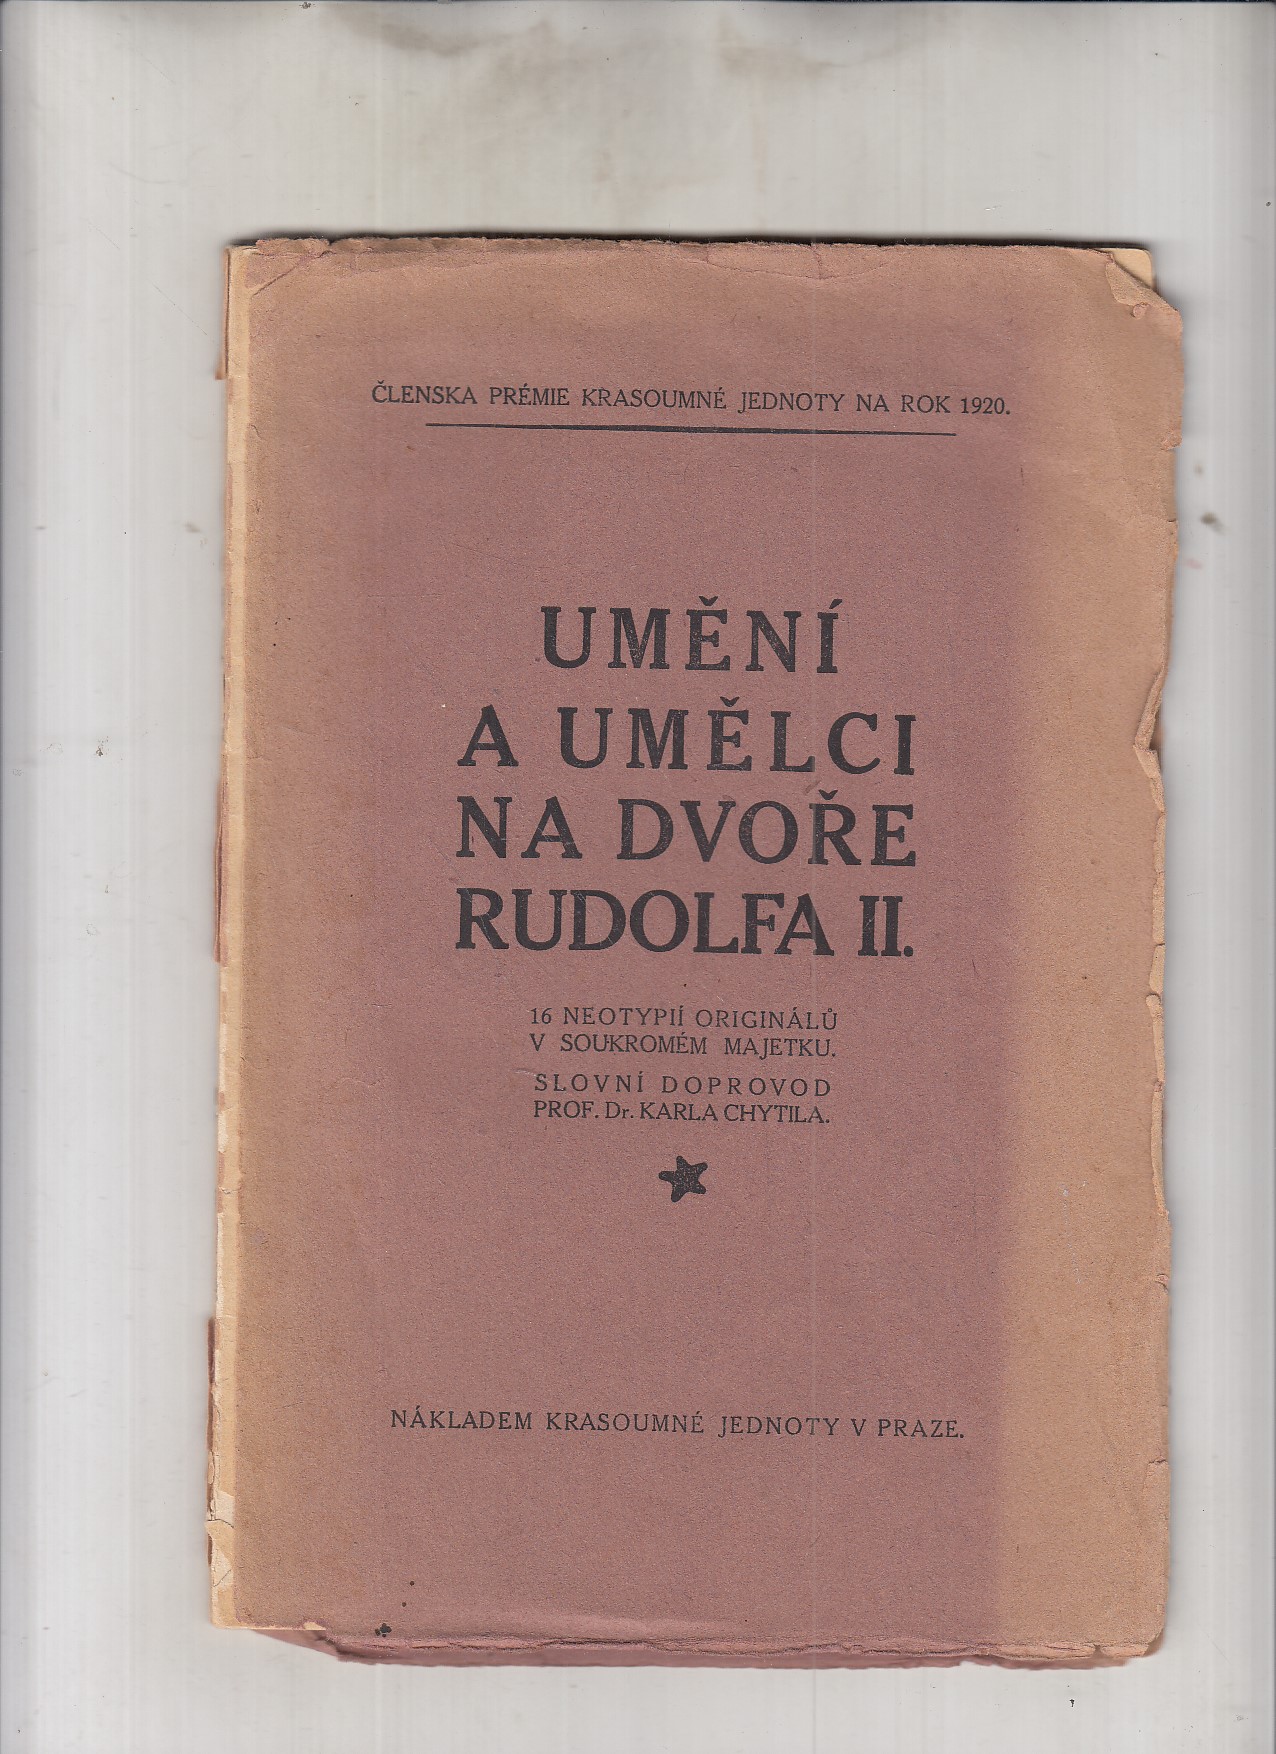 ČLENSKA PRÉMIE KRASOUMNÉ JEDNOTY NA ROK 1920.
UMĚNÍ
A UMĚLCI
NA DVOŘE
RUDOLFA II.
16 NEOTYPIÍ ORIGINÁLŮ
V SOUKROMÉM MAJETKU.
SLOVNÍ DOPROVOD
PROF. Dr. KARLA CHYTILA.
NÁKLADEM KRASOUMNÉ JEDNOTY V PRAZE.